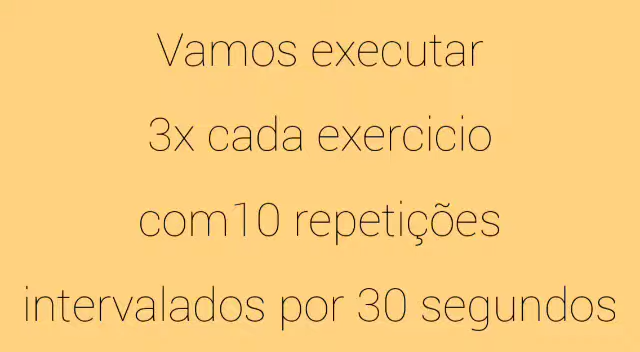 Vamos executar
3x cada exercicio
com10 repetições
intervalados por 30 segundos